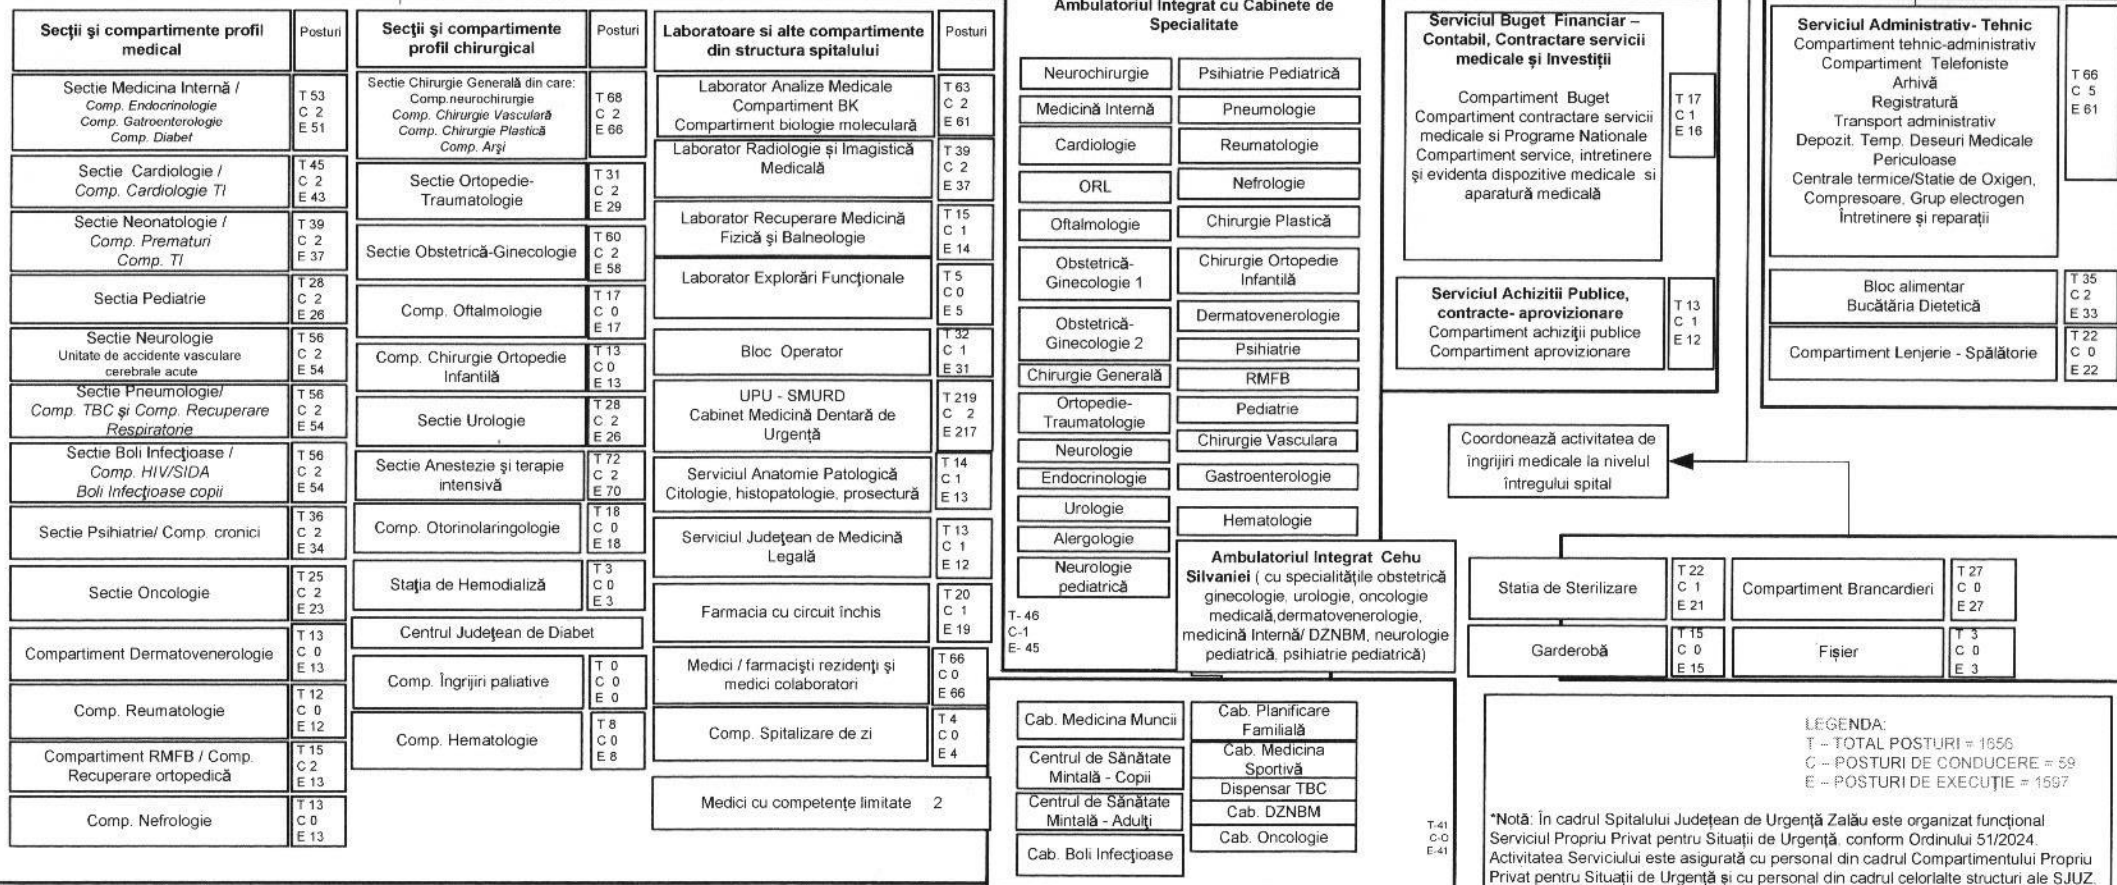 Secții și compartimente profil
medical
Posturi
Sectie Medicina Internă /
Comp. Endocrinologie
Comp. Gatroenterologie
Comp. Diabet
T 53
C 2
E 51
Sectie Cardiologie /
Comp. Cardiologie TI
T 45
C 2
E 43
Sectie Neonatologie /
Comp. Prematuri
Comp. TI
T 39
C 2
E 37
Sectia Pediatrie
T 28
C 2
E 26
Sectie Neurologie
Unitate de accidente vasculare
cerebrale acute
T 56
C 2
E 54
Sectie Pneumologie/
Comp. TBC și Comp. Recuperare
Respiratorie
T 56
C 2
E 54
Sectie Boli Infecţioase /
Comp. HIV/SIDA
Boli Infecţioase copii
T 56
C 2
E 54
Sectie Psihiatrie/ Comp. cronici
T 36
C 2
E 34
Sectie Oncologie
T 25
C 2
E 23
Compartiment Dermatovenerologie
T 13
C 0
E 13
Comp. Reumatologie
T 12
C 0
E 12
Compartiment RMFB / Comp.
Recuperare ortopedică
T 15
C 2
E 13
Comp. Nefrologie
T 13
C 0
E 13
Secţii şi compartimente
profil chirurgical
Posturi
Sectie Chirurgie Generală din care:
Comp.neurochirurgie
Comp. Chirurgie Vasculară
Comp. Chirurgie Plastică
Comp. Arşi
T 68
C 2
E 66
Sectie Ortopedie-
Traumatologie
T 31
C 2
E 29
Sectie Obstetrică-Ginecologie
T 60
C 2
E 58
Comp. Oftalmologie
T 17
C 0
E 17
Comp. Chirurgie Ortopedie
Infantilă
T 13
C 0
E 13
Sectie Urologie
T 28
C 2
E 26
Sectie Anestezie şi terapie
intensivă
T 72
C 2
E 70
Comp. Otorinolaringologie
T 18
C 0
E 18
Staţia de Hemodializă
T 3
C 0
E 3
Centrul Judeţean de Diabet
Comp. Îngrijiri paliative
T 0
C 0
E 0
Comp. Hematologie
T 8
C 0
E 8
Laboratoare si alte compartimente
din structura spitalului
Posturi
Laborator Analize Medicale
Compartiment BK
Compartiment biologie moleculară
T 63
C 2
E 61
Laborator Radiologie și Imagistică
Medicală
T 39
C 2
E 37
Laborator Recuperare Medicină
Fizică şi Balneologie
T 15
C 1
E 14
Laborator Explorări Funcţionale
T 5
C 0
E 5
Bloc Operator
T 32
C 1
E 31
UPU - SMURD
Cabinet Medicină Dentară de
Urgenţă
T 219
C 2
E 217
Serviciul Anatomie Patologică
Citologie, histopatologie, prosectură
T 14
C 1
E 13
Serviciul Judeţean de Medicină
Legală
T 13
C 1
E 12
Farmacia cu circuit închis
T 20
C 1
E 19
Medici / farmaciști rezidenţi şi
medici colaboratori
T 66
C 0
E 66
Comp. Spitalizare de zi
T 4
C 0
E 4
Medici cu competențe limitate 2
Ambulatoriul Integrat cu Cabinete de
Specialitate
Neurochirurgie
Medicină Internă
Cardiologie
ORL
Oftalmologie
Obstetrică-
Ginecologie 1
Obstetrică-
Ginecologie 2
Chirurgie Generală
Ortopedie-
Traumatologie
Neurologie
Endocrinologie
Urologie
Alergologie
Neurologie
pediatrică
T- 46
C-1
E- 45
Psihiatrie Pediatrică
Pneumologie
Reumatologie
Nefrologie
Chirurgie Plastică
Chirurgie Ortopedie
Infantilă
Dermatovenerologie
Psihiatrie
RMFB
Pediatrie
Chirurgie Vasculara
Gastroenterologie
Hematologie
Ambulatoriul Integrat Cehu
Silvaniei ( cu specialităţile obstetrică
ginecologie, urologie, oncologie
medicală,dermatovenerologie,
medicină Internă/ DZNBM, neurologie
pediatrică, psihiatrie pediatrică)
Cab. Medicina Muncii
Centrul de Sănătate
Mintală - Copii
Centrul de Sănătate
Mintală - Adulţi
Cab. Boli Infecţioase
Cab. Planificare
Familială
Cab. Medicina
Sportivă
Dispensar TBC
Cab. DZNBM
Cab. Oncologie
T-41
C-0
E-41
Serviciul Buget Financiar –
Contabil, Contractare servicii
medicale și Investiții
Compartiment Buget
Compartiment contractare servicii
medicale si Programe Nationale
Compartiment service, intretinere
şi evidenta dispozitive medicale si
aparatură medicală
T 17
C 1
E 16
Serviciul Achizitii Publice,
contracte- aprovizionare
Compartiment achiziţii publice
Compartiment aprovizionare
T 13
C 1
E 12
Serviciul Administrativ- Tehnic
Compartiment tehnic-administrativ
Compartiment Telefoniste
Arhivă
Registratură
Transport administrativ
Depozit. Temp. Deseuri Medicale
Periculoase
Centrale termice/Statie de Oxigen,
Compresoare, Grup electrogen
Întretinere și reparații
T 66
C 5
E 61
Bloc alimentar
Bucătăria Dietetică
T 35
C 2
E 33
Compartiment Lenjerie - Spălătorie
T 22
C 0
E 22
Coordonează activitatea de
îngrijiri medicale la nivelul
întregului spital
Statia de Sterilizare
T 22
C 1
E 21
Compartiment Brancardieri
T 27
C 0
E 27
Garderobă
T 15
C 0
E 15
Fișier
T 3
C 0
E 3
LEGENDA:
T – TOTAL POSTURI = 1656
C – POSTURI DE CONDUCERE = 59
E – POSTURI DE EXECUȚIE = 1597
*Notă: În cadrul Spitalului Județean de Urgență Zalău este organizat funcțional
Serviciul Propriu Privat pentru Situații de Urgență, conform Ordinului 51/2024.
Activitatea Serviciului este asigurată cu personal din cadrul Compartimentului Propriu
Privat pentru Situații de Urgență și cu personal din cadrul celorlalte structuri ale SJUZ.